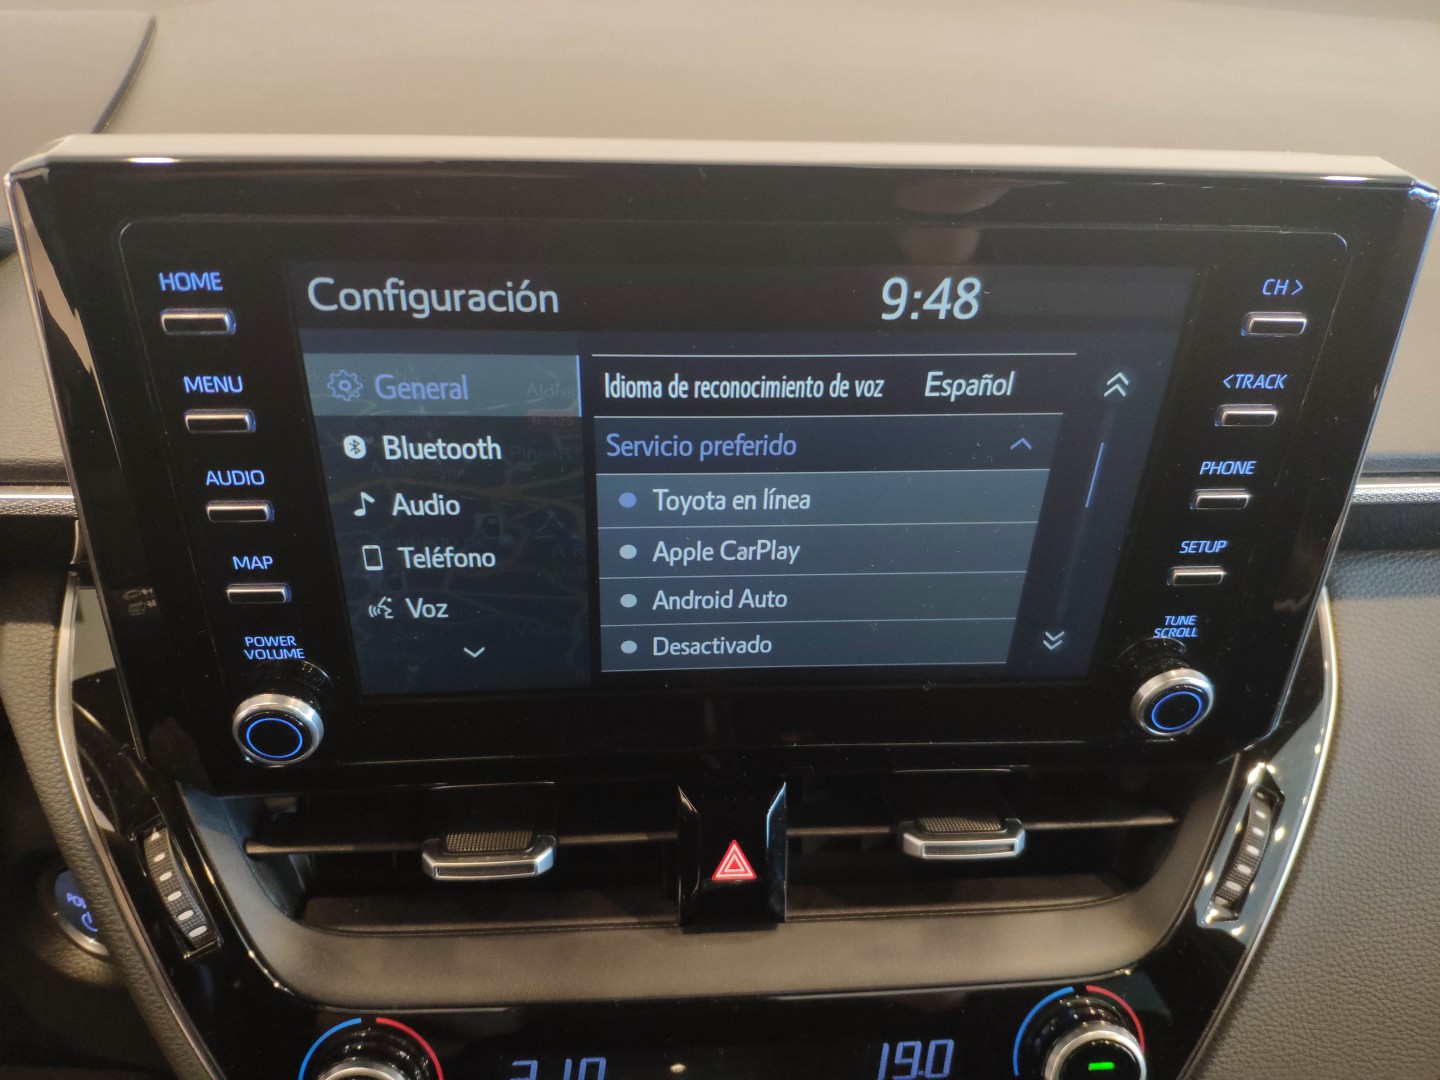 HOME
MENU
AUDIO
MAP
POWER
VOLUME
Configuración
9:48
General
Bluetooth
Audio
Teléfono
Voz
Idioma de reconocimiento de voz Español
Servicio preferido
Toyota en línea
Apple CarPlay
Android Auto
Desactivado
CH >
<TRACK
PHONE
SETUP
TUNE
SCROLL
19.0